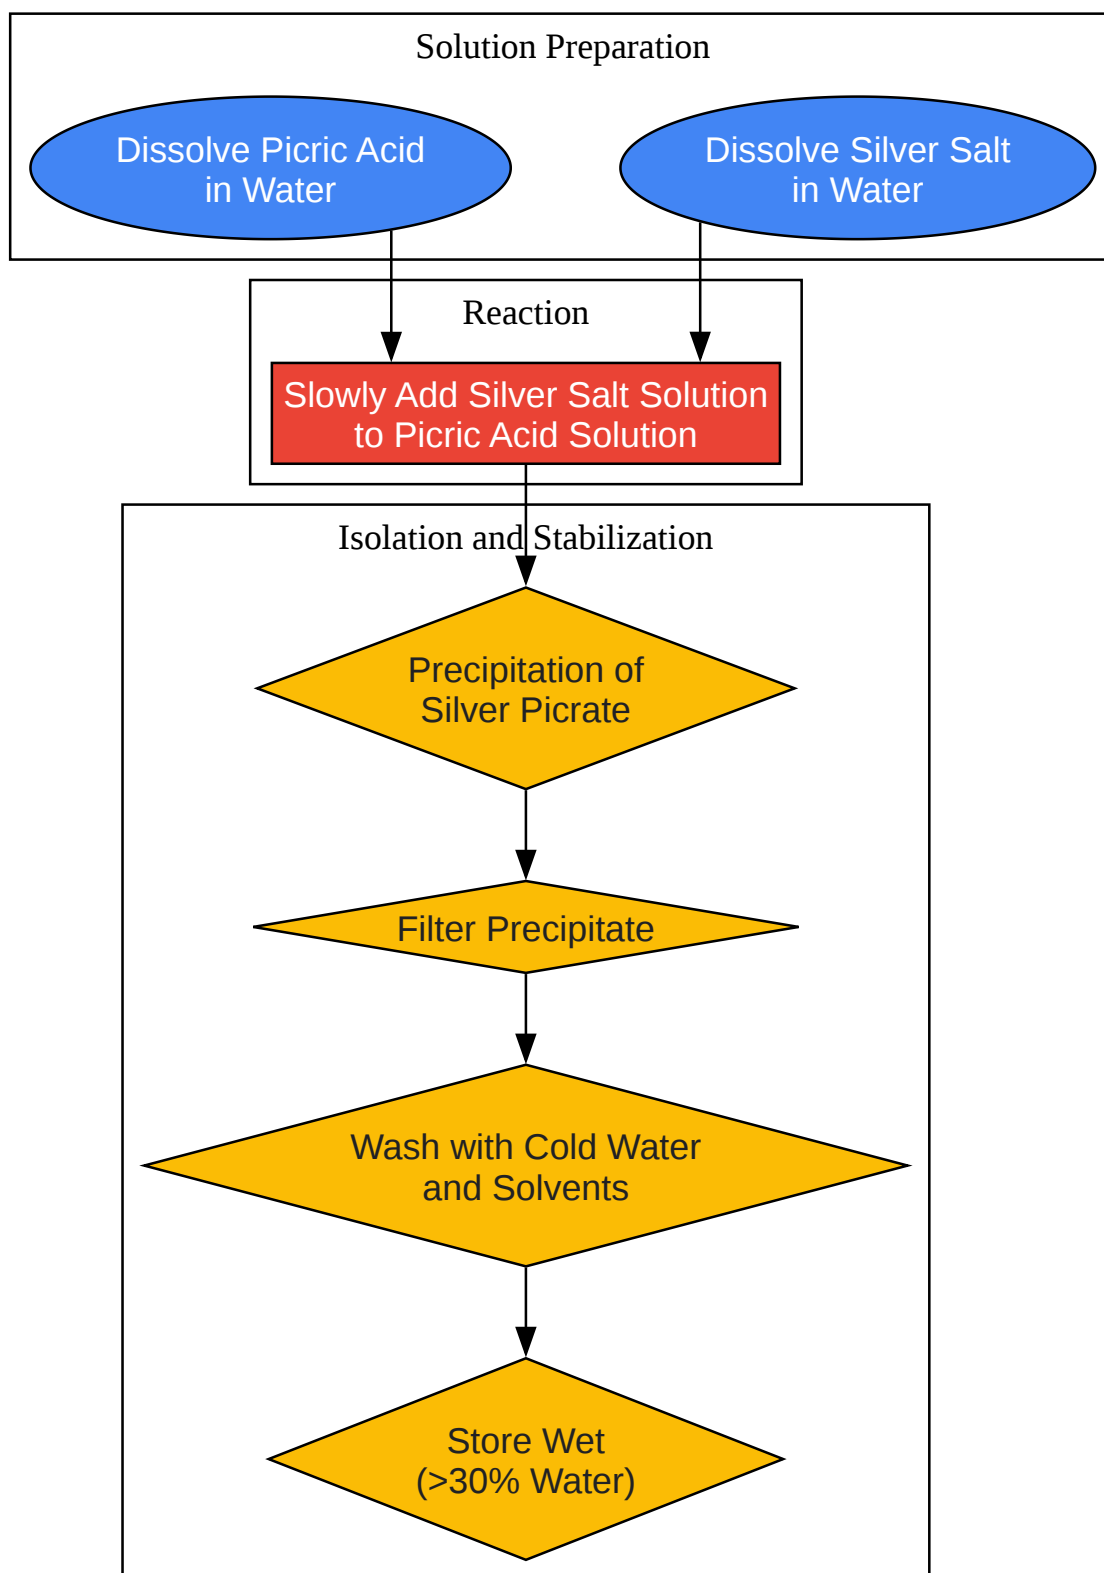 Solution Preparation
Dissolve Picric Acid
in Water
Dissolve Silver Salt
in Water
Reaction
Slowly Add Silver Salt Solution
to Picric Acid Solution
Isolation and Stabilization
Precipitation of
Silver Picrate
Filter Precipitate
Wash with Cold Water
and Solvents
Store Wet
(>30% Water)